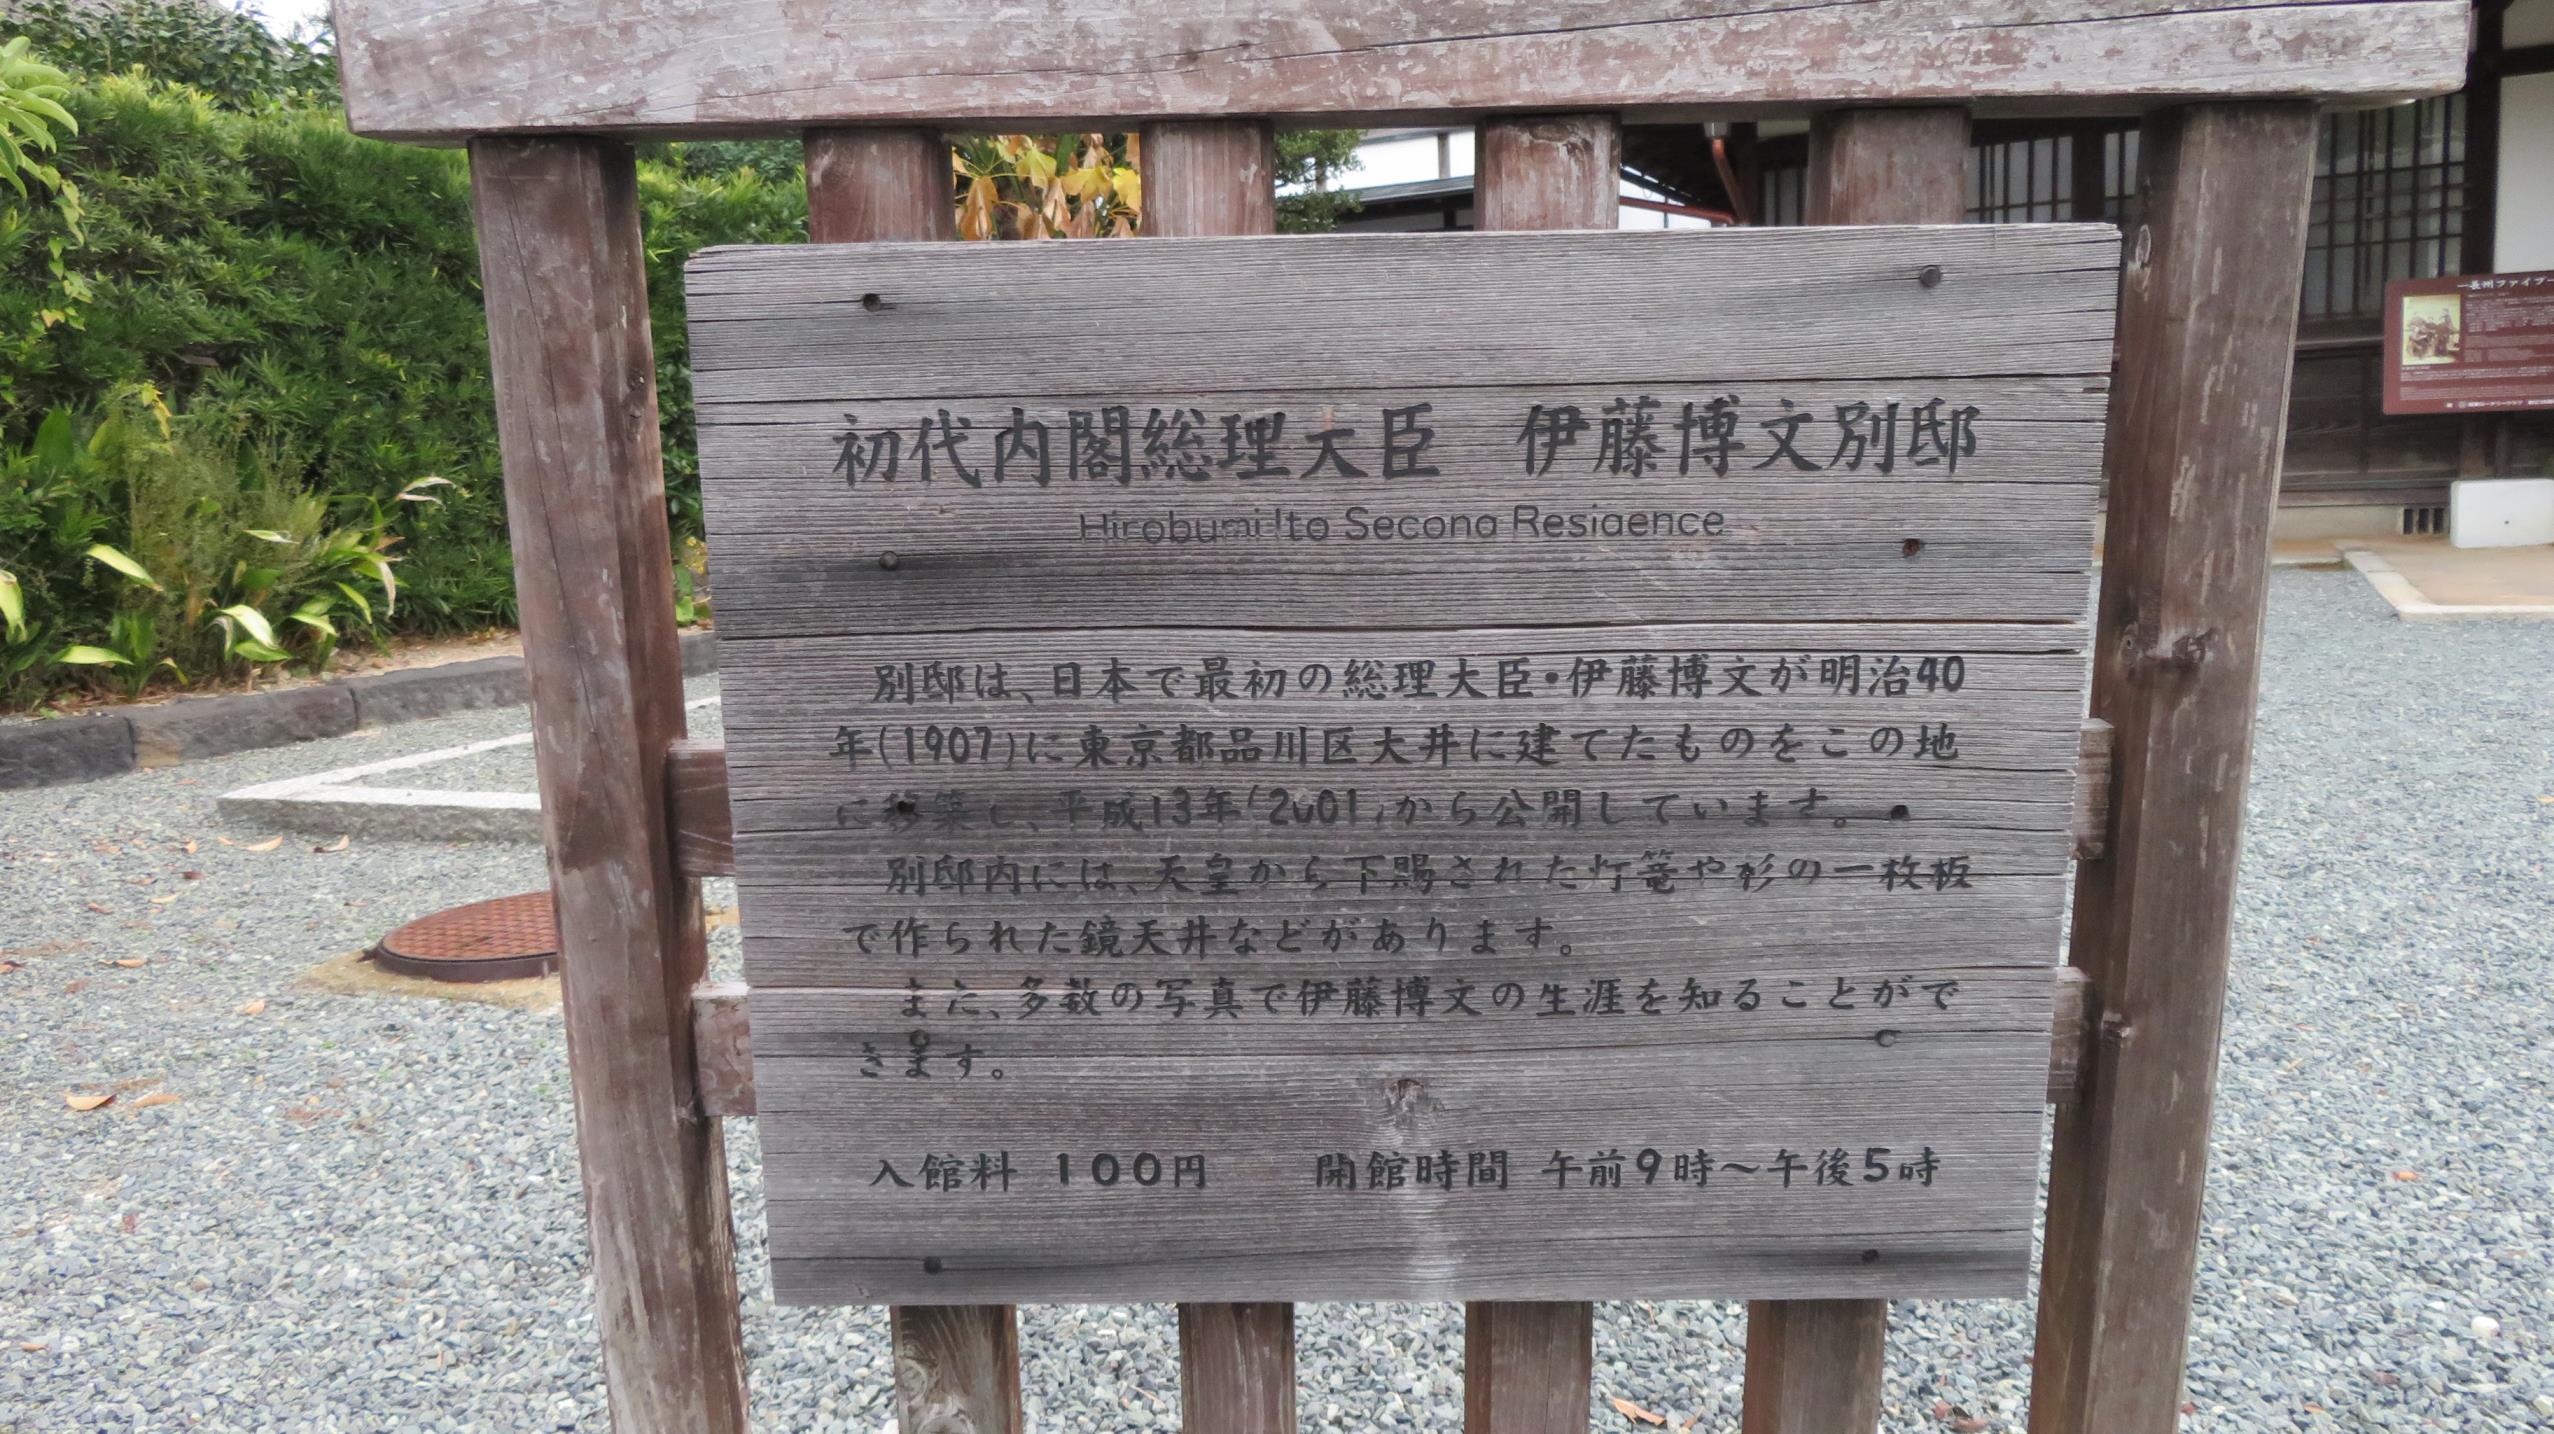 初代内閣総理大臣　伊藤博文別邸
Hirobumi Ito Second Residence
別邸は、日本で最初の総理大臣・伊藤博文が明治40
年(1907)に東京都品川区大井に建てたものをこの地
に移築し、平成13年(2001)から公開しています。
別邸内には、天皇から下賜された灯篭や杉の一枚板
で作られた鏡天井などがあります。
また、多数の写真で伊藤博文の生涯を知ることがで
きます。
入館料　100円　　開館時間　午前9時～午後5時
長州ファイブ